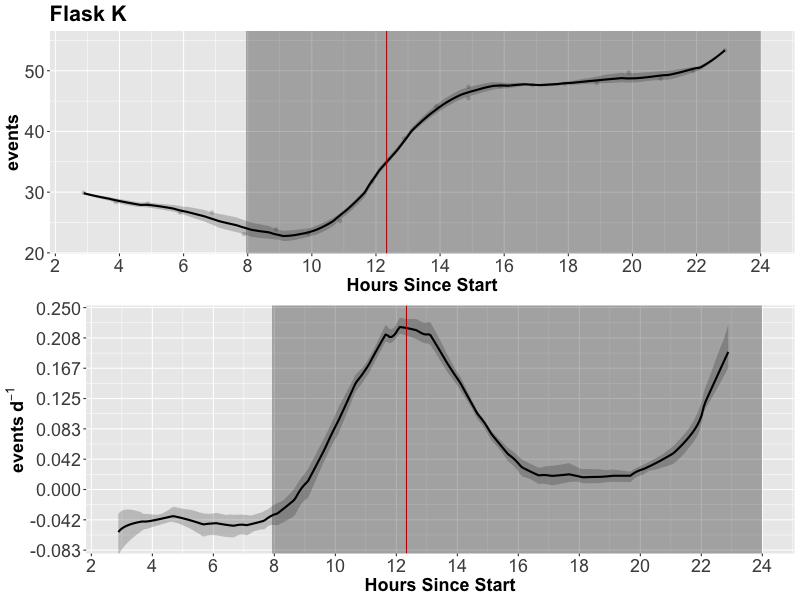 Flask K
events
50
40
30
20
2 4 6 8 10 12 14 16 18 20 22 24
Hours Since Start
events d⁻¹
0.250
0.208
0.167
0.125
0.083
0.042
0.000
-0.042
-0.083
2 4 6 8 10 12 14 16 18 20 22 24
Hours Since Start